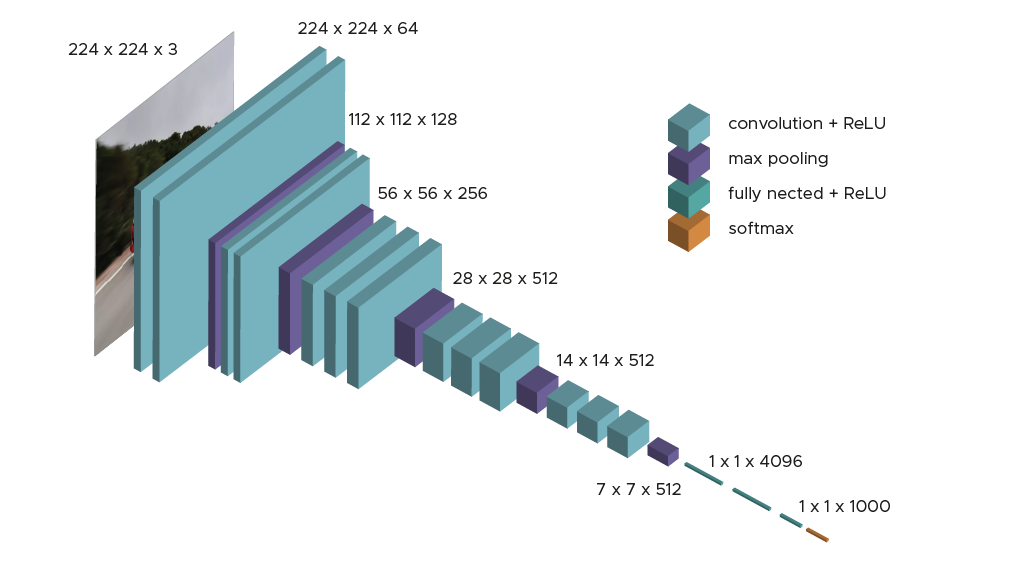 224 x 224 x 3
224 x 224 x 64
112 x 112 x 128
56 x 56 x 256
28 x 28 x 512
14 x 14 x 512
7 x 7 x 512
1 x 1 x 4096
1 x 1 x 1000
convolution + ReLU
max pooling
fully nected + ReLU
softmax